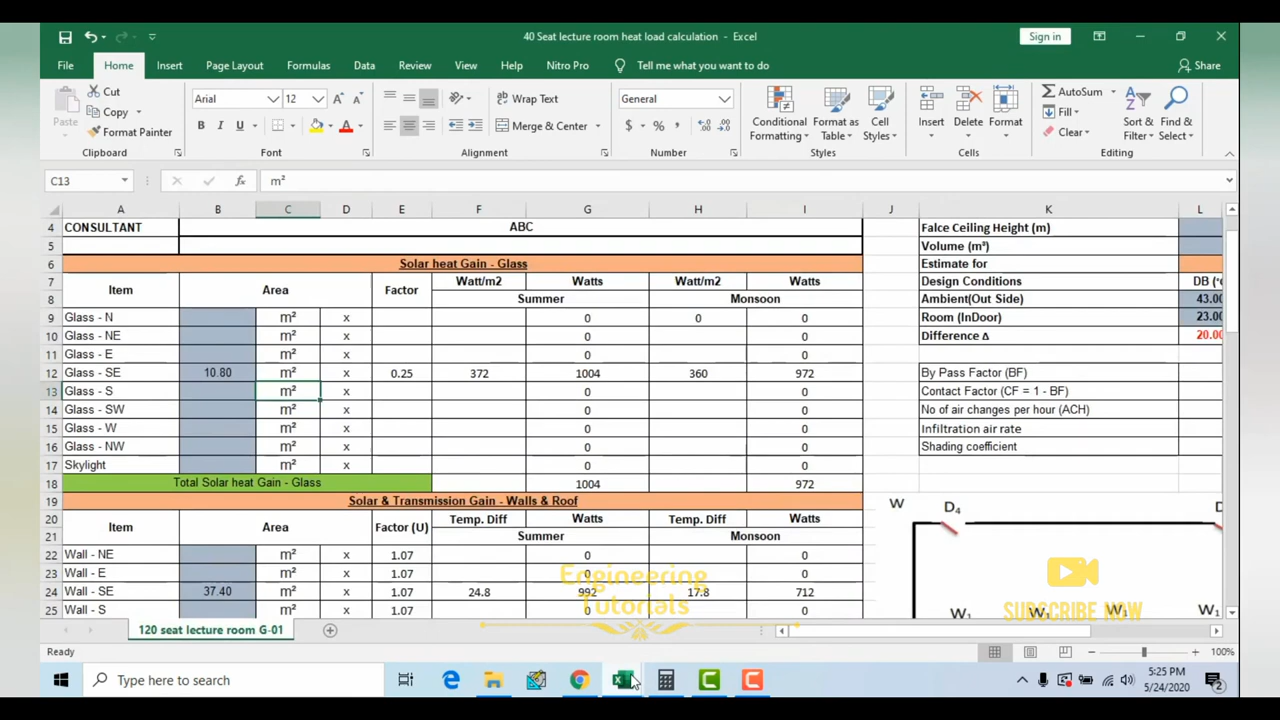 40 Seat lecture room heat load calculation - Excel
Sign in
File Home Insert Page Layout Formulas Data Review View Help Nitro Pro Tell me what you want to do Share
Paste Cut Copy Format Painter Clipboard
Arial 12 B I U Font
Wrap Text Merge & Center Alignment
General $ % Number
Conditional Formatting Format as Table Cell Styles Styles
Insert Delete Format Cells
AutoSum Fill Clear Sort & Filter Find & Select Editing
C13 fx m²
A B C D E F G H I J K L
4 CONSULTANT ABC Falce Ceiling Height (m)
5 Volume (m³)
6 Solar heat Gain - Glass Estimate for
7 Item Area Factor Watt/m2 Watts Watt/m2 Watts Design Conditions
8 Summer Monsoon Ambient(Out Side) 43.00
9 Glass - N m² x 0 0 0 Room (InDoor) 23.00
10 Glass - NE m² x 0 0 Difference Δ 20.00
11 Glass - E m² x 0 0
12 Glass - SE 10.80 m² x 0.25 372 1004 360 972 By Pass Factor (BF)
13 Glass - S m² x 0 0 Contact Factor (CF = 1 - BF)
14 Glass - SW m² x 0 0 No of air changes per hour (ACH)
15 Glass - W m² x 0 0 Infiltration air rate
16 Glass - NW m² x 0 0 Shading coefficient
17 Skylight m² x 0 0
18 Total Solar heat Gain - Glass 1004 972
19 Solar & Transmission Gain - Walls & Roof
20 Item Area Factor (U) Temp. Diff Watts Temp. Diff Watts
21 Summer Monsoon
22 Wall - NE m² x 1.07 0 0
23 Wall - E m² x 1.07 0 0
24 Wall - SE 37.40 m² x 1.07 24.8 992 17.8 712
25 Wall - S m² x 1.07 0 0
W D₄ D
W₁ W₁ W₁ W₁
Engineering
Tutorials
SUBSCRIBE NOW
120 seat lecture room G-01
Ready 100%
Type here to search
5:25 PM
5/24/2020
2